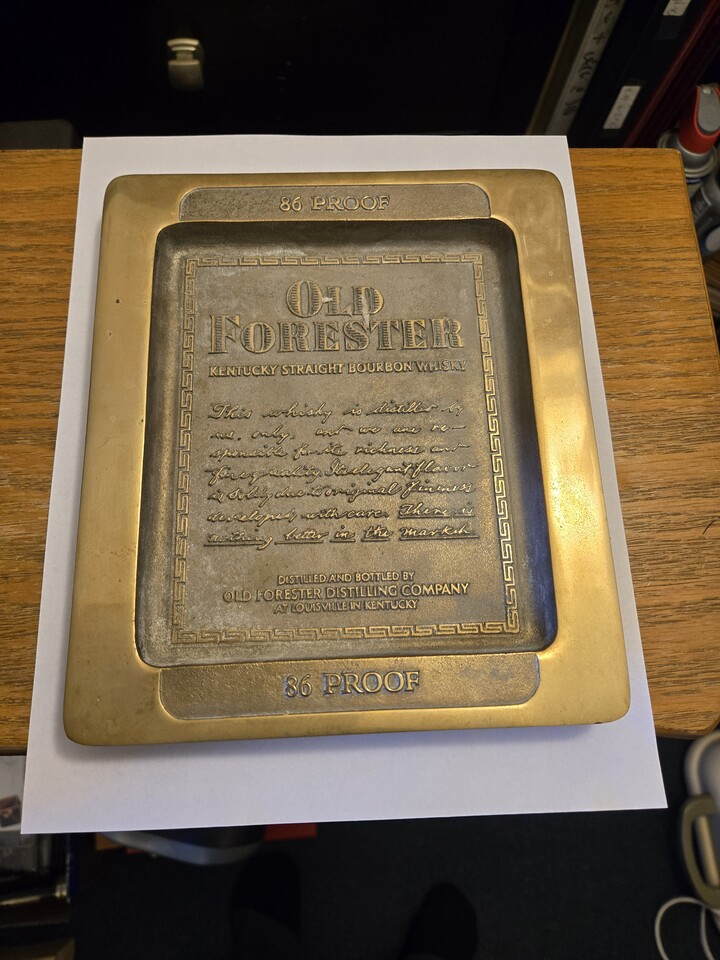 86 PROOF
OLD
FORESTER
KENTUCKY STRAIGHT BOURBON WHISKY
This whisky is distilled by
us only, and we are re-
sponsible for its richness and
fine quality. Its elegant flavor
is solely due to original fineness
developed with care. There is
nothing better in the market.
DISTILLED AND BOTTLED BY
OLD FORESTER DISTILLING COMPANY
AT LOUISVILLE IN KENTUCKY
86 PROOF